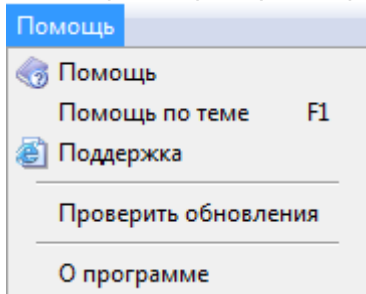 Помощь
Помощь
Помощь по теме F1
Поддержка
Проверить обновления
О программе